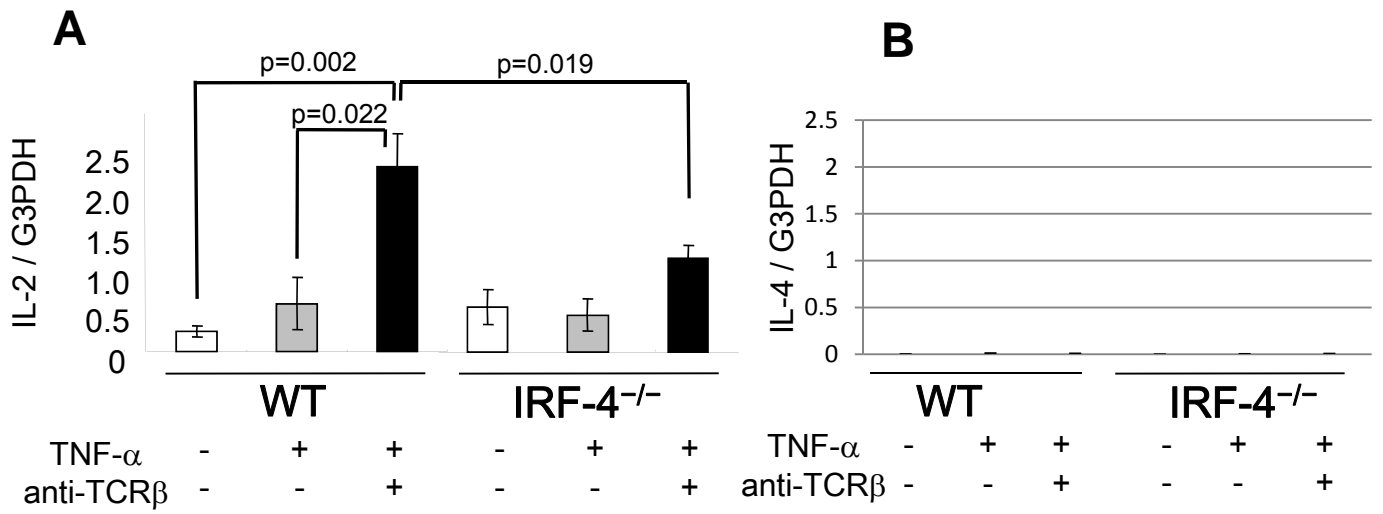 A
p=0.002
p=0.019
p=0.022
IL-2 / G3PDH
2.5
2.0
1.5
1.0
0.5
0
WT
IRF-4−/−
TNF-α - + + - + +
anti-TCRβ - - + - - +
B
IL-4 / G3PDH
2.5
2
1.5
1
0.5
0
WT
IRF-4−/−
TNF-α - + + - + +
anti-TCRβ - - + - - +